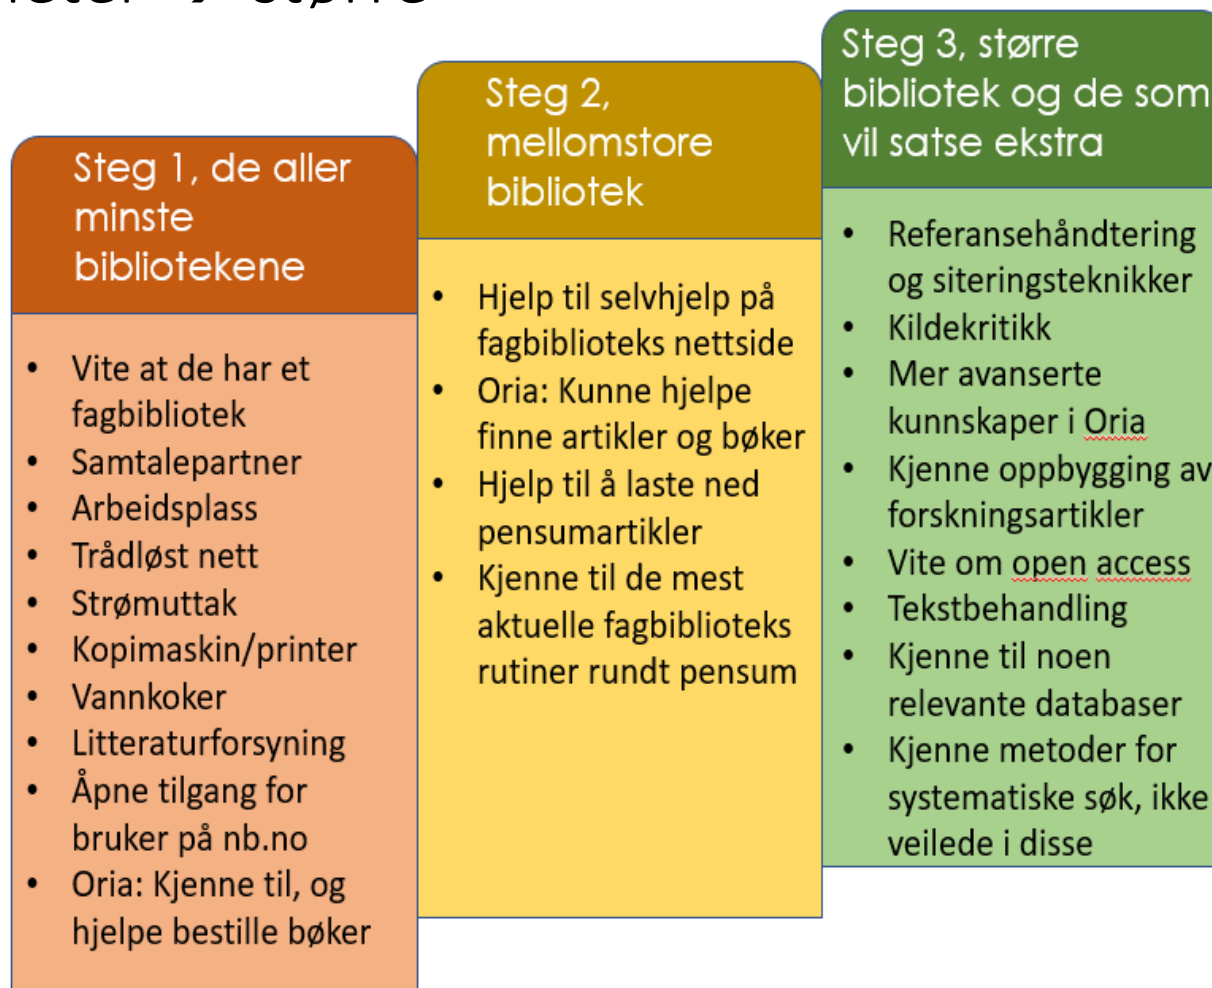 større
Steg 1, de aller
minste
bibliotekene
• Vite at de har et
fagbibliotek
• Samtalepartner
• Arbeidsplass
• Trådløst nett
• Strømuttak
• Kopimaskin/printer
• Vannkoker
• Litteraturforsyning
• Åpne tilgang for
bruker på nb.no
• Oria: Kjenne til, og
hjelpe bestille bøker
Steg 2,
mellomstore
bibliotek
• Hjelp til selvhjelp på
fagbiblioteks nettside
• Oria: Kunne hjelpe
finne artikler og bøker
• Hjelp til å laste ned
pensumartikler
• Kjenne til de mest
aktuelle fagbiblioteks
rutiner rundt pensum
Steg 3, større
bibliotek og de som
vil satse ekstra
• Referansehåndtering
og siteringsteknikker
• Kildekritikk
• Mer avanserte
kunnskaper i Oria
• Kjenne oppbygging av
forskningsartikler
• Vite om open access
• Tekstbehandling
• Kjenne til noen
relevante databaser
• Kjenne metoder for
systematiske søk, ikke
veilede i disse